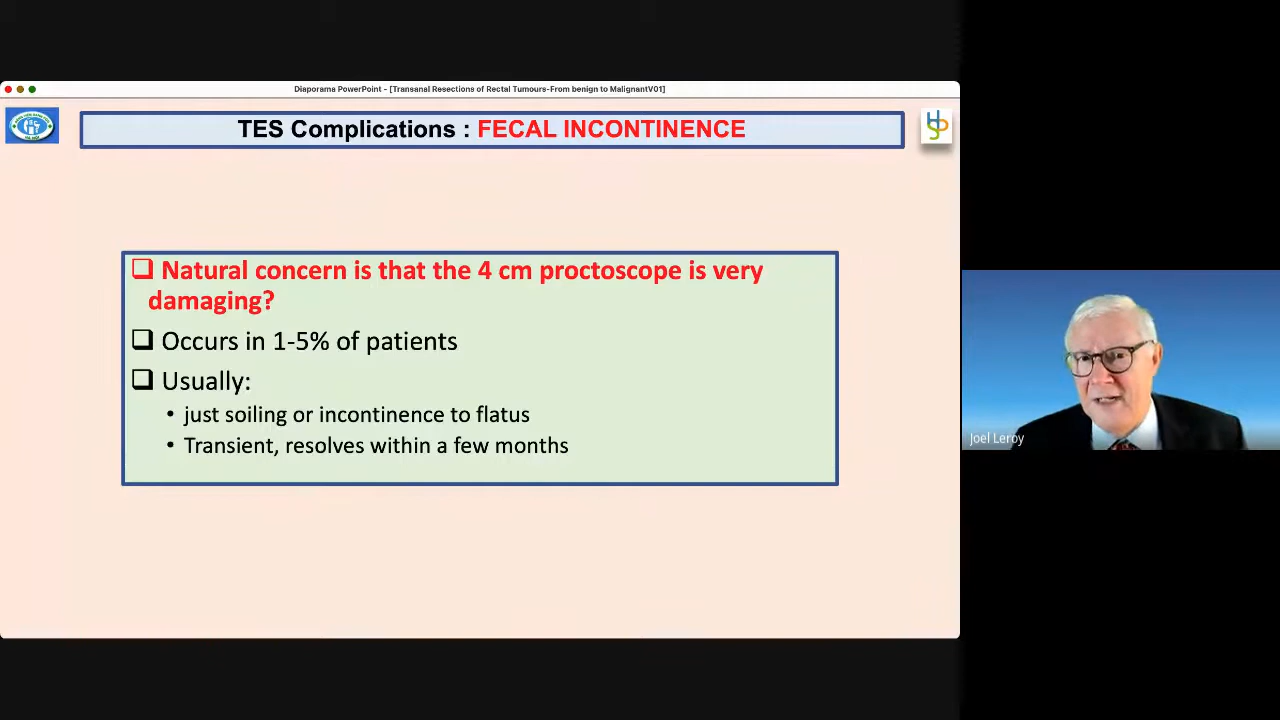 Diaporama PowerPoint - [Transanal Resections of Rectal Tumours-From benign to MalignantV01]
TES Complications : FECAL INCONTINENCE
Natural concern is that the 4 cm proctoscope is very
damaging?
Occurs in 1-5% of patients
Usually:
• just soiling or incontinence to flatus
• Transient, resolves within a few months
Joel Leroy